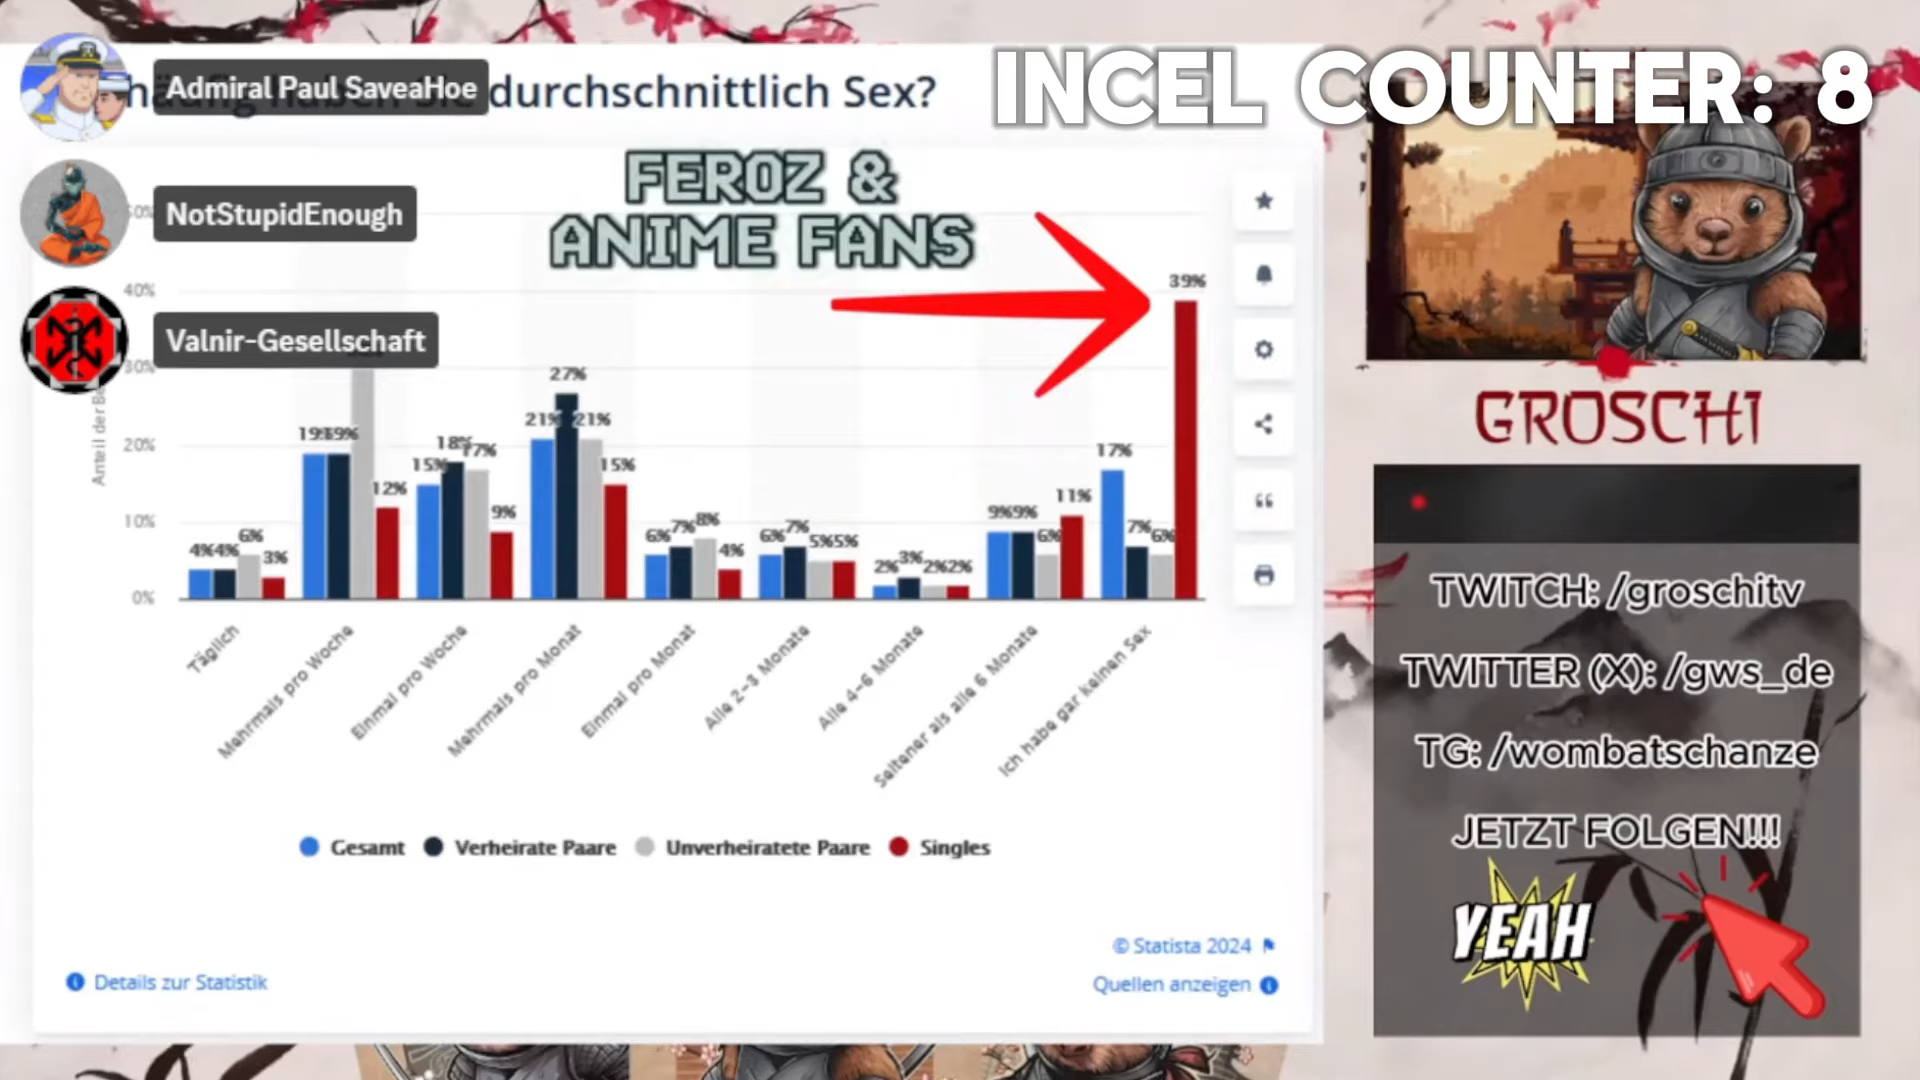 INCEL COUNTER: 8
Admiral Paul SaveaHoe
durchschnittlich Sex?
FEROZ &
ANIME FANS
NotStupidEnough
Valnir-Gesellschaft
40%
30%
20%
10%
0%
Anteil der Be
4% 4% 6% 3%
19% 19% 12%
15% 18% 17% 9%
21% 27% 21% 15%
6% 7% 8% 4%
6% 7% 5% 5%
2% 3% 2% 2%
9% 9% 6% 11%
17% 7% 6% 39%
Täglich
Mehrmals pro Woche
Einmal pro Woche
Mehrmals pro Monat
Einmal pro Monat
Alle 2-3 Monate
Alle 4-6 Monate
Seltener als alle 6 Monate
Ich habe gar keinen Sex
Gesamt
Verheirate Paare
Unverheiratete Paare
Singles
© Statista 2024
Details zur Statistik
Quellen anzeigen
GROSCHI
TWITCH: /groschitv
TWITTER (X): /gws_de
TG: /wombatschanze
JETZT FOLGEN!!!
YEAH